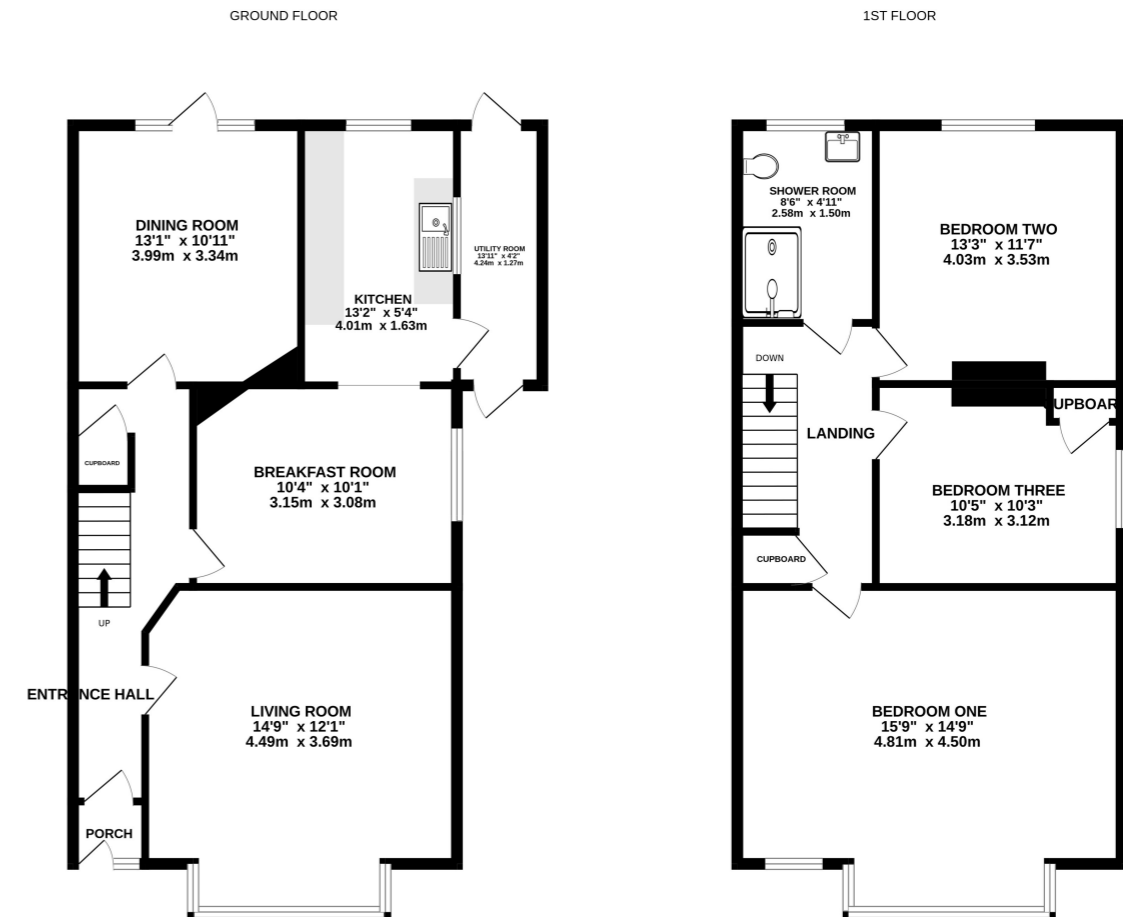 GROUND FLOOR
1ST FLOOR
DINING ROOM
13'1" x 10'11"
3.99m x 3.34m
KITCHEN
13'2" x 5'4"
4.01m x 1.63m
UTILITY ROOM
13'11" x 4'2"
4.24m x 1.27m
CUPBOARD
BREAKFAST ROOM
10'4" x 10'1"
3.15m x 3.08m
UP
ENTRANCE HALL
LIVING ROOM
14'9" x 12'1"
4.49m x 3.69m
PORCH
SHOWER ROOM
8'6" x 4'11"
2.58m x 1.50m
BEDROOM TWO
13'3" x 11'7"
4.03m x 3.53m
DOWN
UPBOAR
LANDING
BEDROOM THREE
10'5" x 10'3"
3.18m x 3.12m
CUPBOARD
BEDROOM ONE
15'9" x 14'9"
4.81m x 4.50m